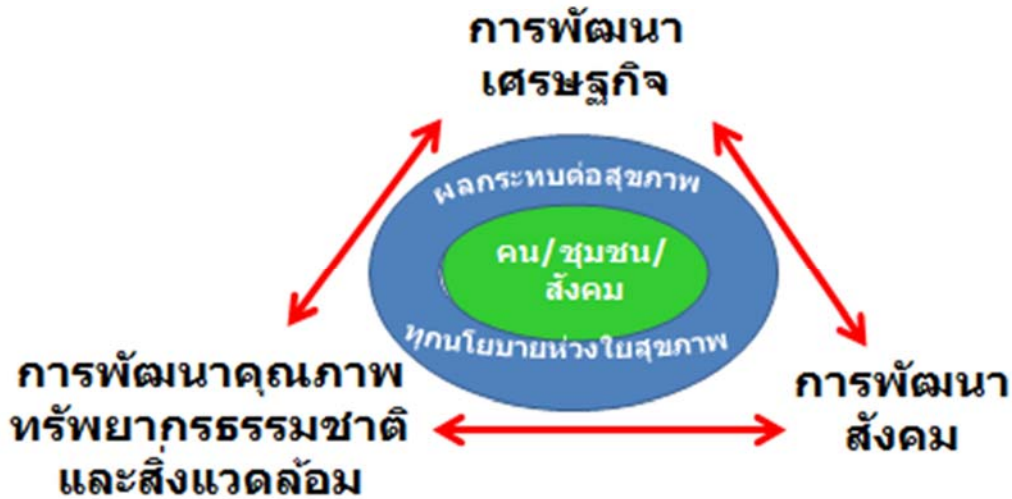 การพัฒนา
เศรษฐกิจ
ผลกระทบต่อสุขภาพ
คน/ชุมชน/
สังคม
ทุกนโยบายห่วงใยสุขภาพ
การพัฒนาคุณภาพ
ทรัพยากรธรรมชาติ
และสิ่งแวดล้อม
การพัฒนา
สังคม